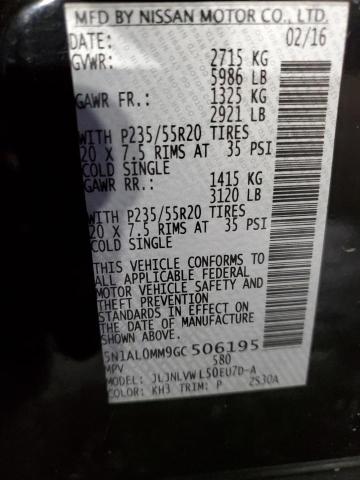 MFD BY NISSAN MOTOR CO., LTD.
DATE: 02/16
GVWR: 2715 KG
5986 LB
GAWR FR.: 1325 KG
2921 LB
WITH P235/55R20 TIRES
20 X 7.5 RIMS AT 35 PSI
COLD SINGLE
GAWR RR.: 1415 KG
3120 LB
WITH P235/55R20 TIRES
20 X 7.5 RIMS AT 35 PSI
COLD SINGLE
THIS VEHICLE CONFORMS TO
ALL APPLICABLE FEDERAL
MOTOR VEHICLE SAFETY AND
THEFT PREVENTION
STANDARDS IN EFFECT ON THE
DATE OF MANUFACTURE
SHOWN ABOVE.
5N1AL0MM9GC506195
MPV 580
MODEL: JL3NLVWL50EU7D-A
COLOR: KH3 TRIM: P 2S30A